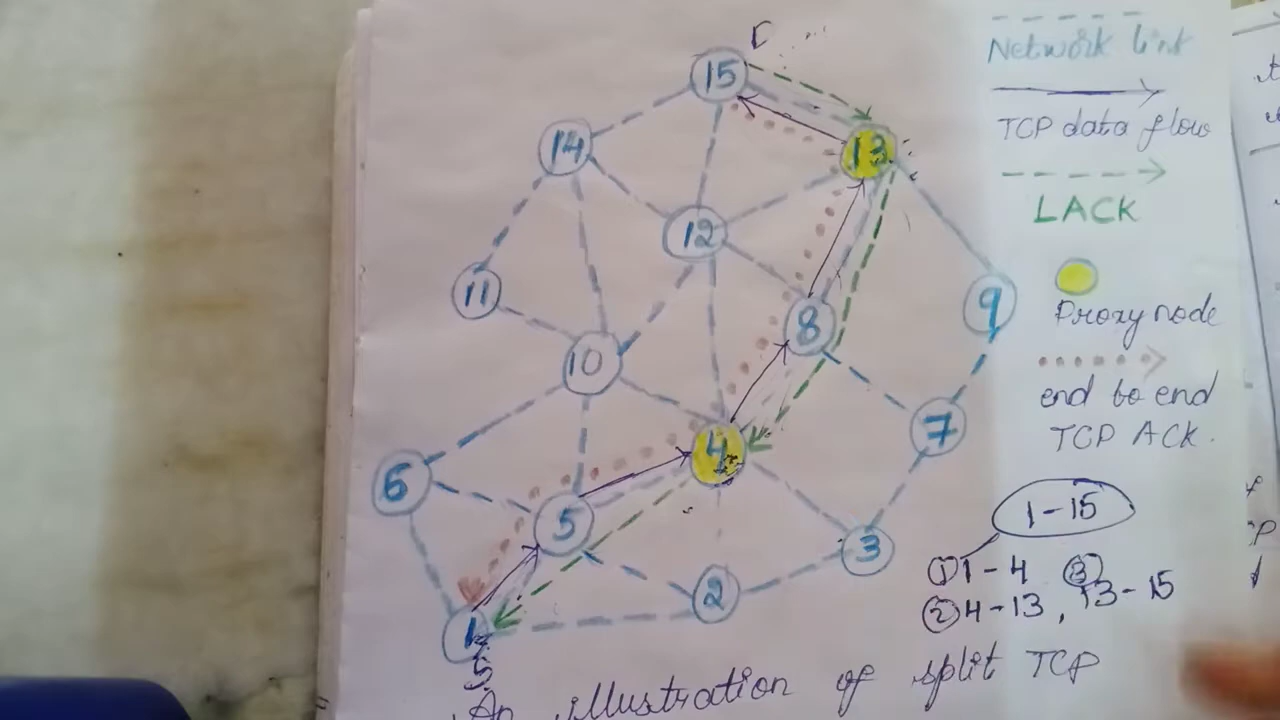 D
15
14
13
12
11
10
9
8
7
6
5
4
3
2
1
S
Network link
TCP data flow
LACK
Proxy node
end to end
TCP ACK.
1-15
① 1-4 ③
② 4-13, 13-15
An illustration of split TCP